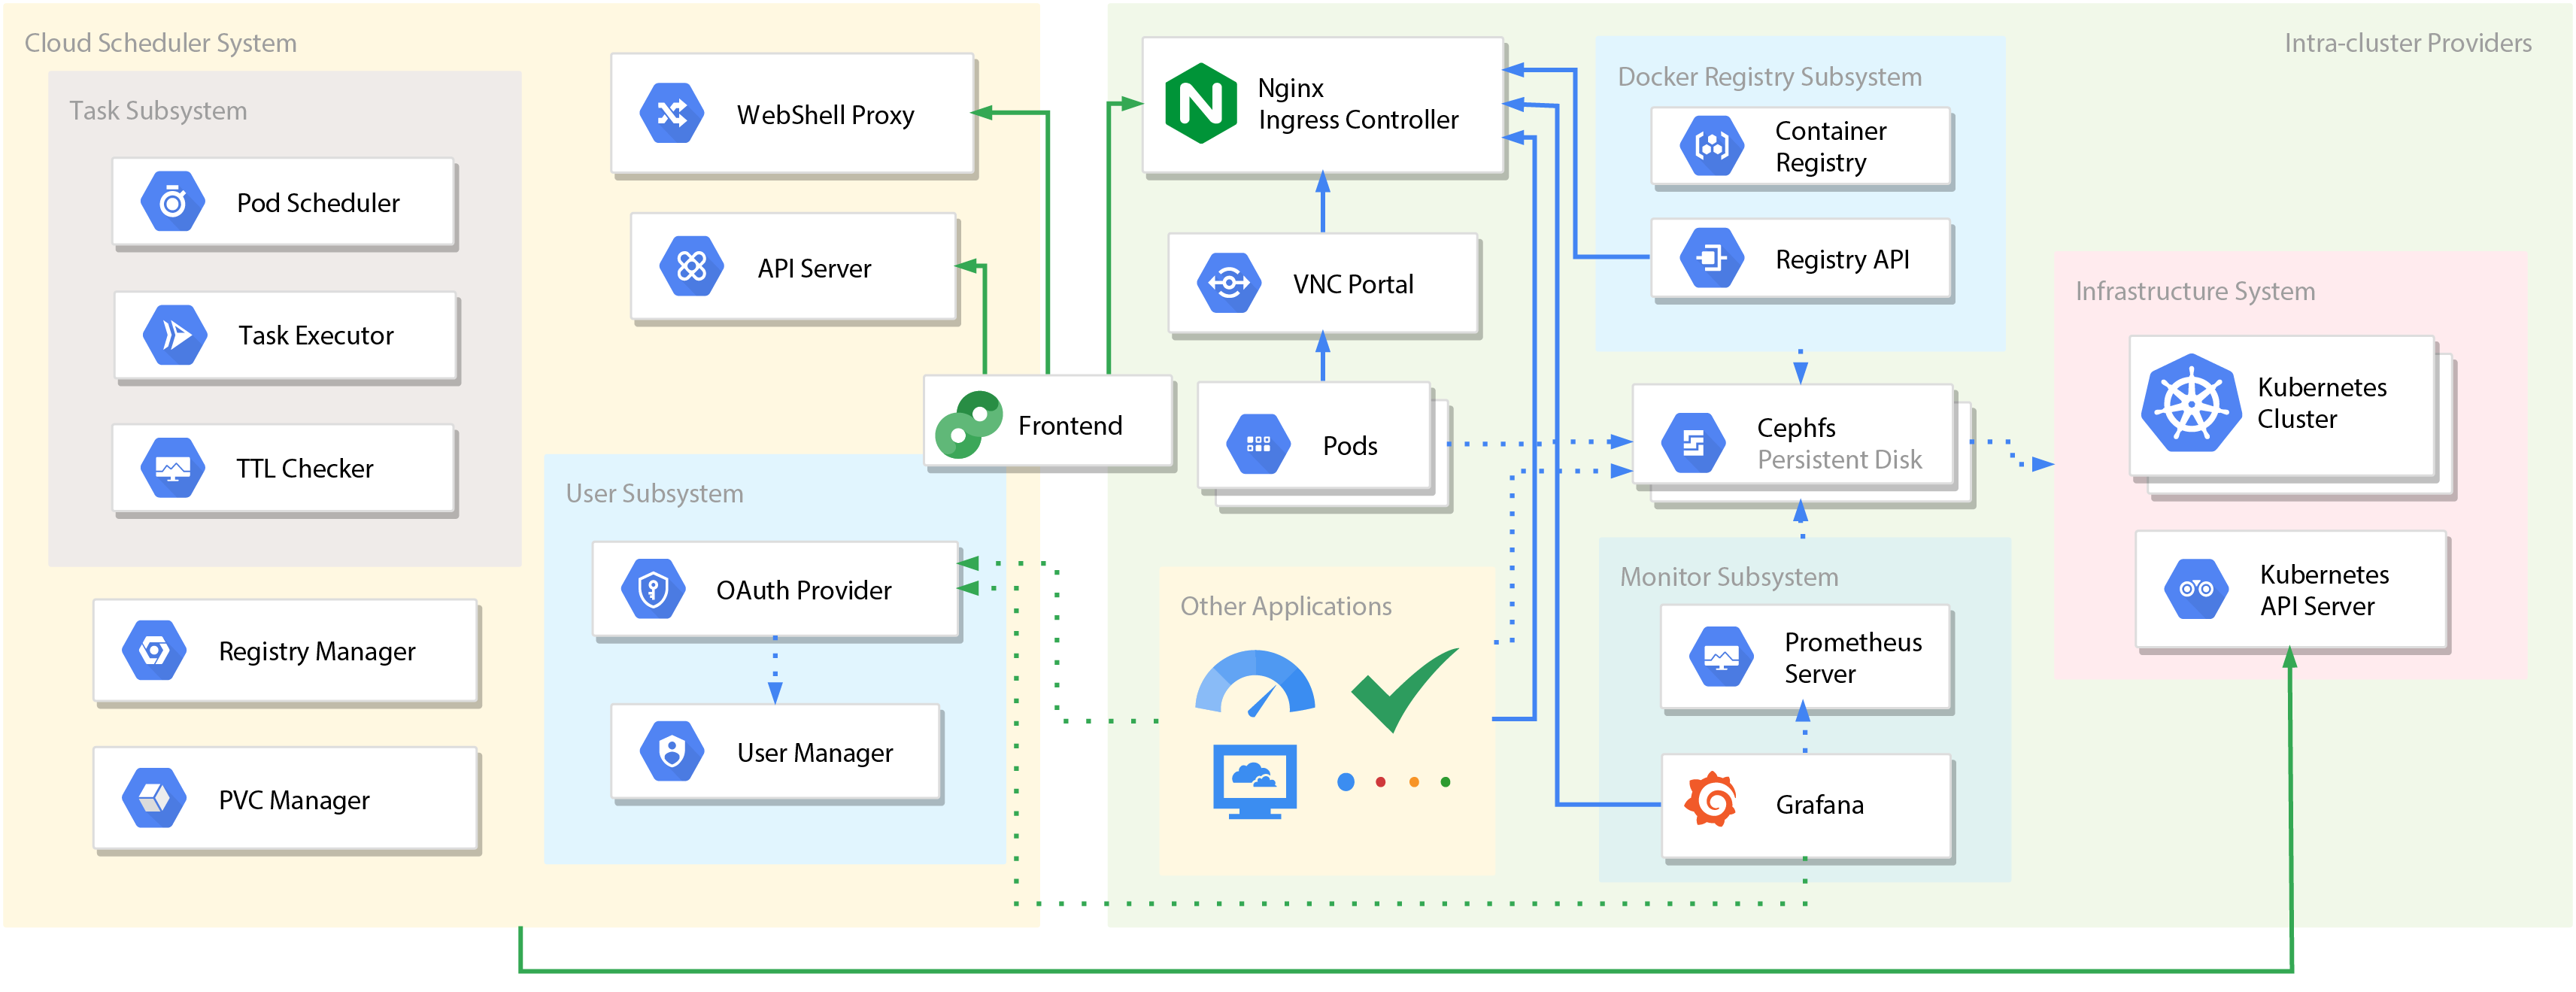 Cloud Scheduler System
Task Subsystem
Pod Scheduler
Task Executor
TTL Checker
Registry Manager
PVC Manager
WebShell Proxy
API Server
Frontend
User Subsystem
OAuth Provider
User Manager
Intra-cluster Providers
Nginx
Ingress Controller
VNC Portal
Pods
Other Applications
Docker Registry Subsystem
Container
Registry
Registry API
Cephfs
Persistent Disk
Monitor Subsystem
Prometheus
Server
Grafana
Infrastructure System
Kubernetes
Cluster
Kubernetes
API Server